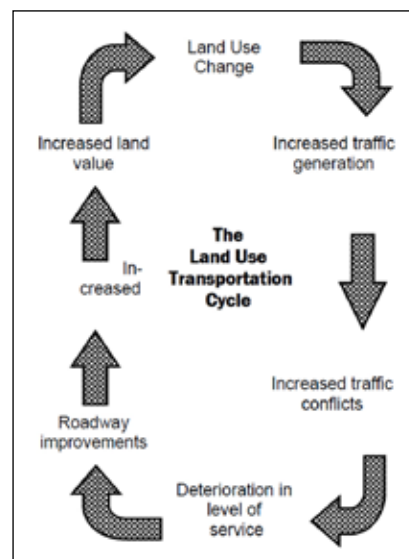 Land Use
Change
Increased traffic
generation
Increased traffic
conflicts
Deterioration in
level of
service
Roadway
improvements
In-
creased
Increased land
value
The
Land Use
Transportation
Cycle